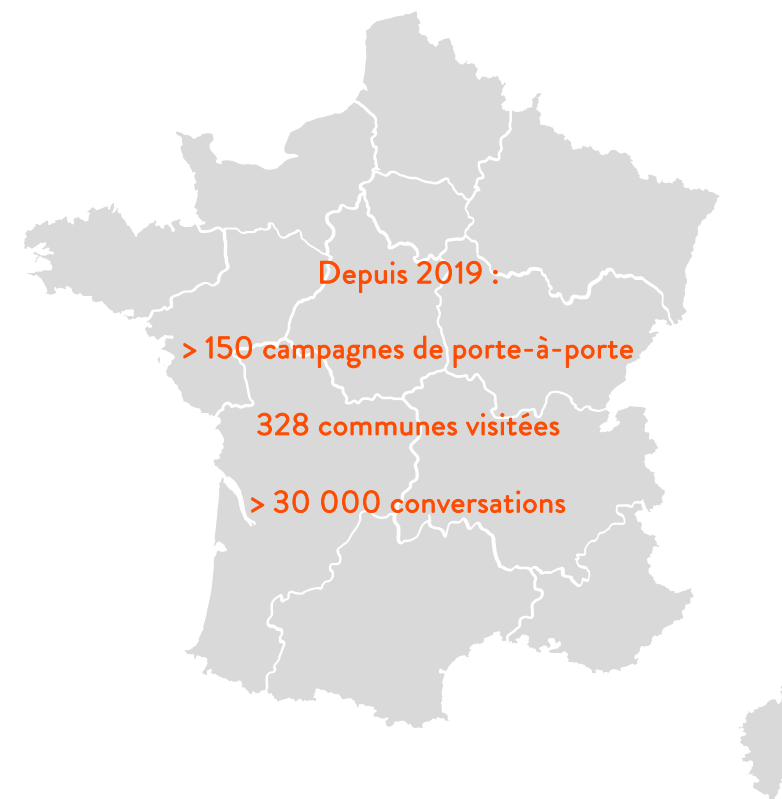 Depuis 2019 :
> 150 campagnes de porte-à-porte
328 communes visitées
> 30 000 conversations